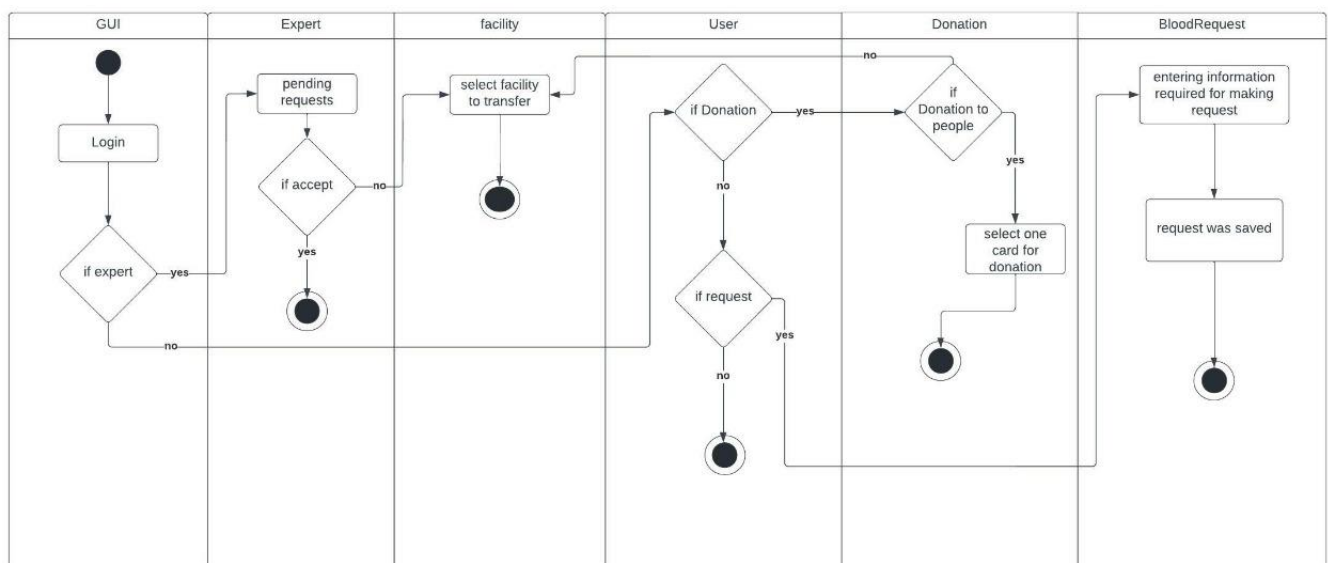 GUI
Expert
facility
User
Donation
BloodRequest
Login
if expert
yes
no
pending
requests
if accept
no
yes
select facility
to transfer
if Donation
yes
no
if request
yes
no
no
if
Donation to
people
yes
select one
card for
donation
entering information
required for making
request
request was saved